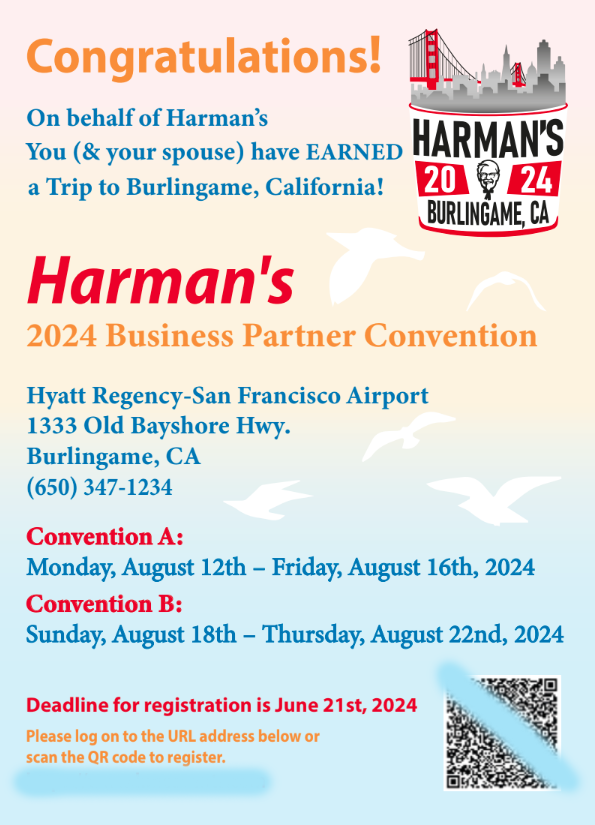 Congratulations!
On behalf of Harman's
You (& your spouse) have EARNED
a Trip to Burlingame, California!
HARMAN'S
20 24
BURLINGAME, CA
Harman's
2024 Business Partner Convention
Hyatt Regency-San Francisco Airport
1333 Old Bayshore Hwy.
Burlingame, CA
(650) 347-1234
Convention A:
Monday, August 12th – Friday, August 16th, 2024
Convention B:
Sunday, August 18th – Thursday, August 22nd, 2024
Deadline for registration is June 21st, 2024
Please log on to the URL address below or
scan the QR code to register.